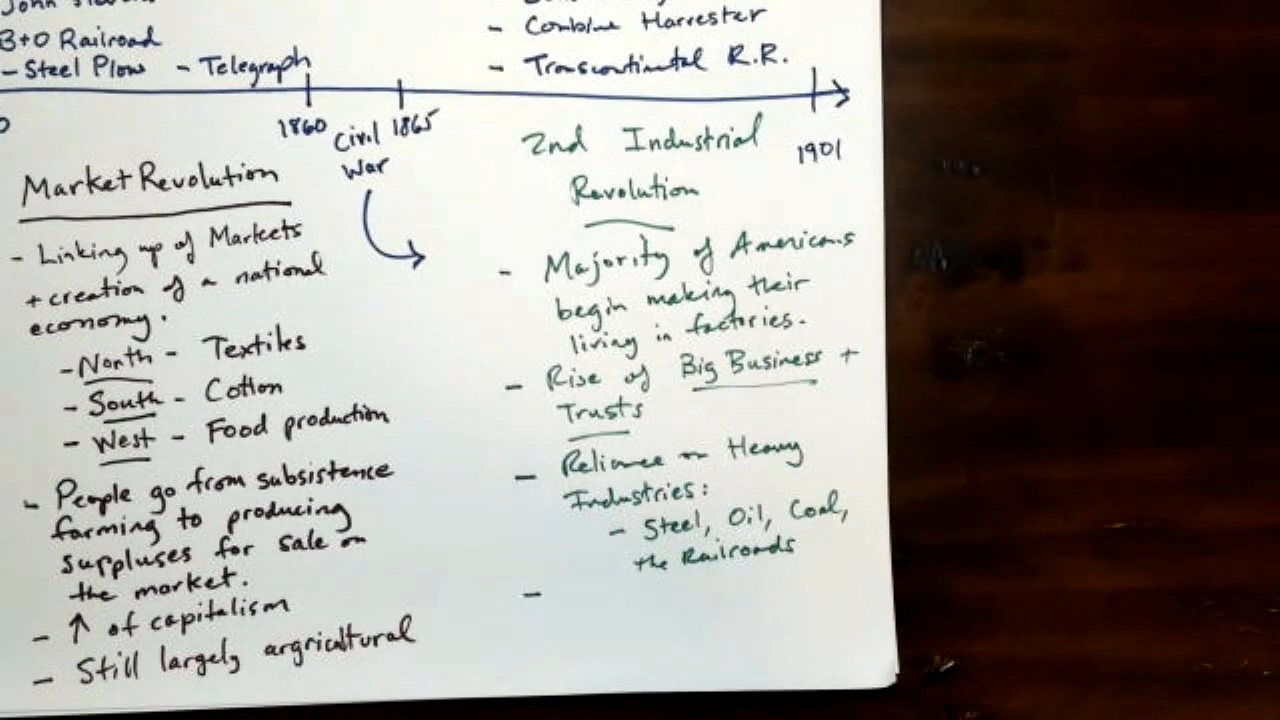 John
B+O Railroad
- Steel Plow - Telegraph
- Combine Harvester
- Transcontinental R.R.
1860
Civil
War
1865
1901
Market Revolution
- Linking up of Markets
+ creation of a national
economy.
- North - Textiles
- South - Cotton
- West - Food production
- People go from subsistence
farming to producing
suppluses for sale on
the market.
- ↑ of capitalism
- Still largely argricultural
2nd Industrial
Revolution
- Majority of Americans
begin making their
living in factories.
- Rise of Big Business +
Trusts
- Reliance on Heavy
Industries:
- Steel, Oil, Coal,
the Railroads
-